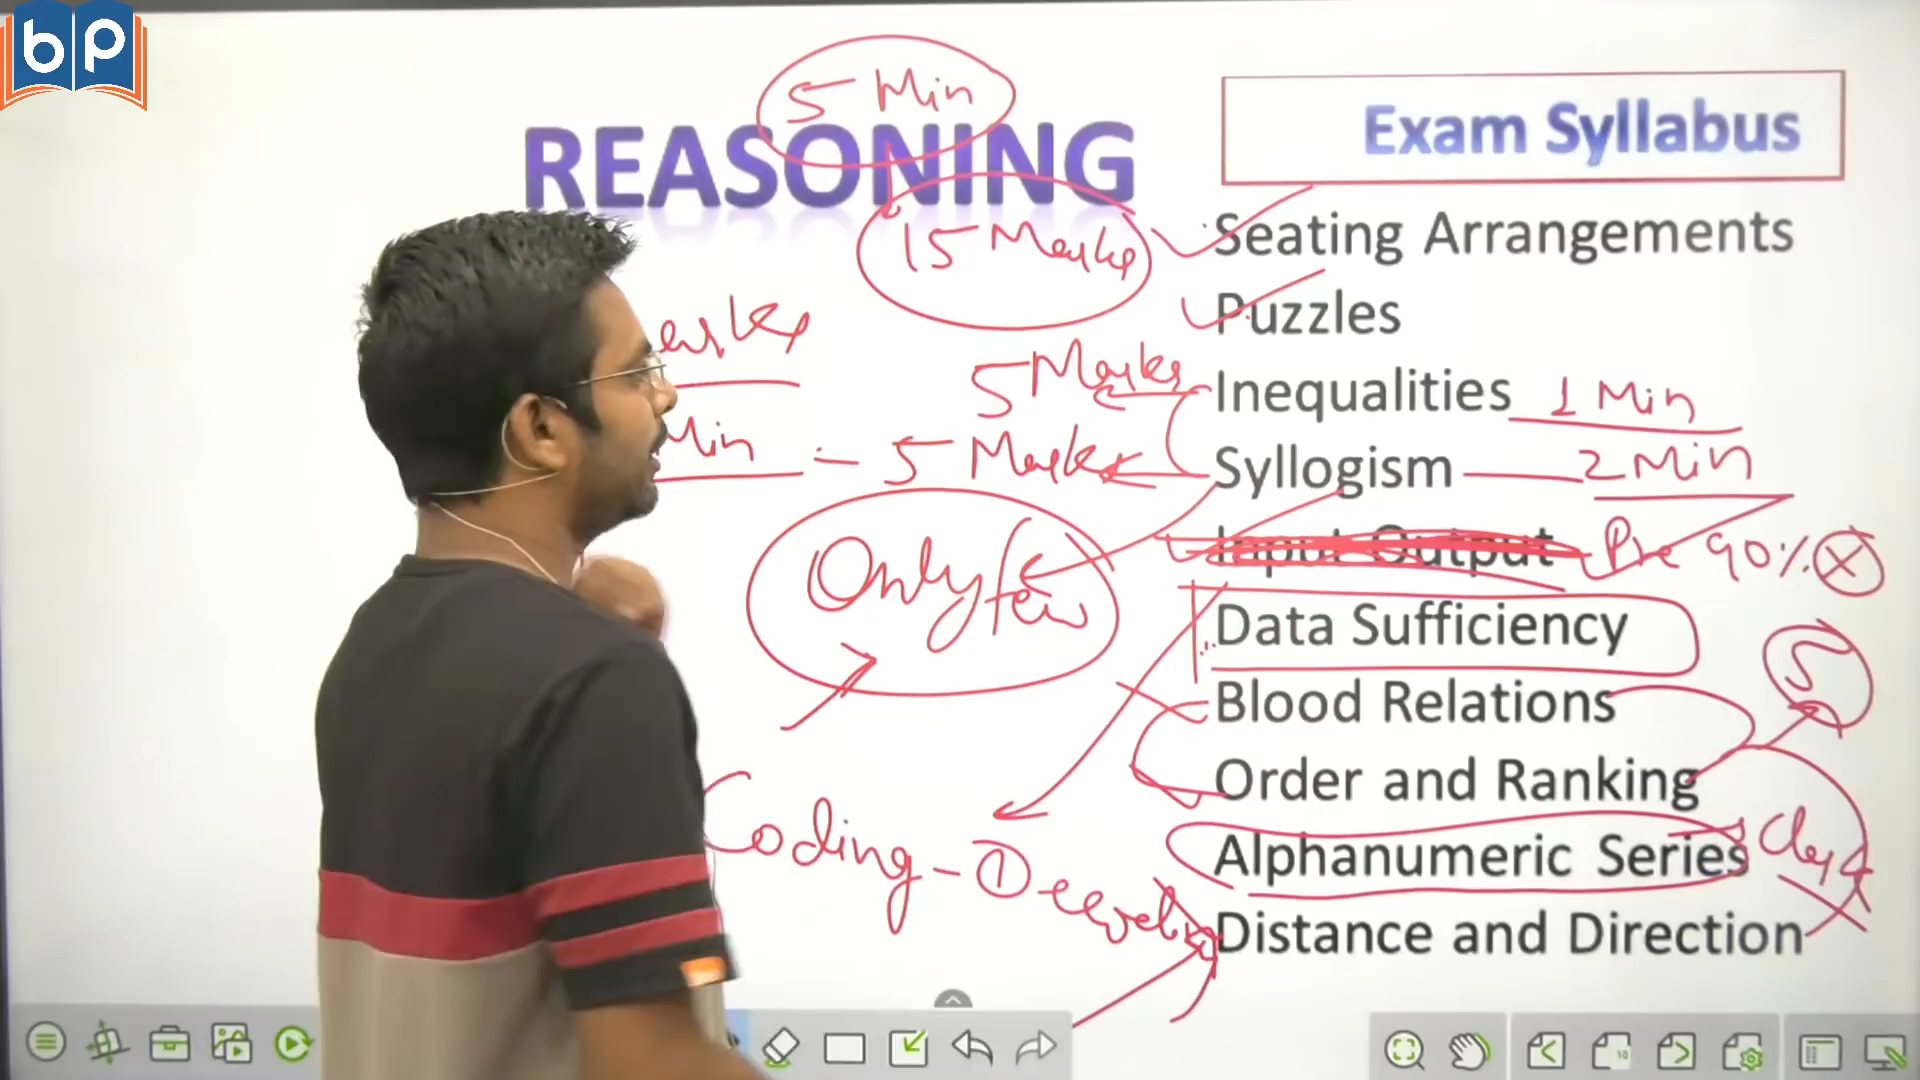 bp
5 Min
REASONING
Exam Syllabus
15 Marks
Seating Arrangements
Puzzles
5 Marks
Inequalities 1 Min
Min = 5 Marks
Syllogism 2 Min
Input Output Pre 90% X
Only few
Data Sufficiency
5
Blood Relations
Order and Ranking
Coding - 1
Alphanumeric Series
Distance and Direction
10